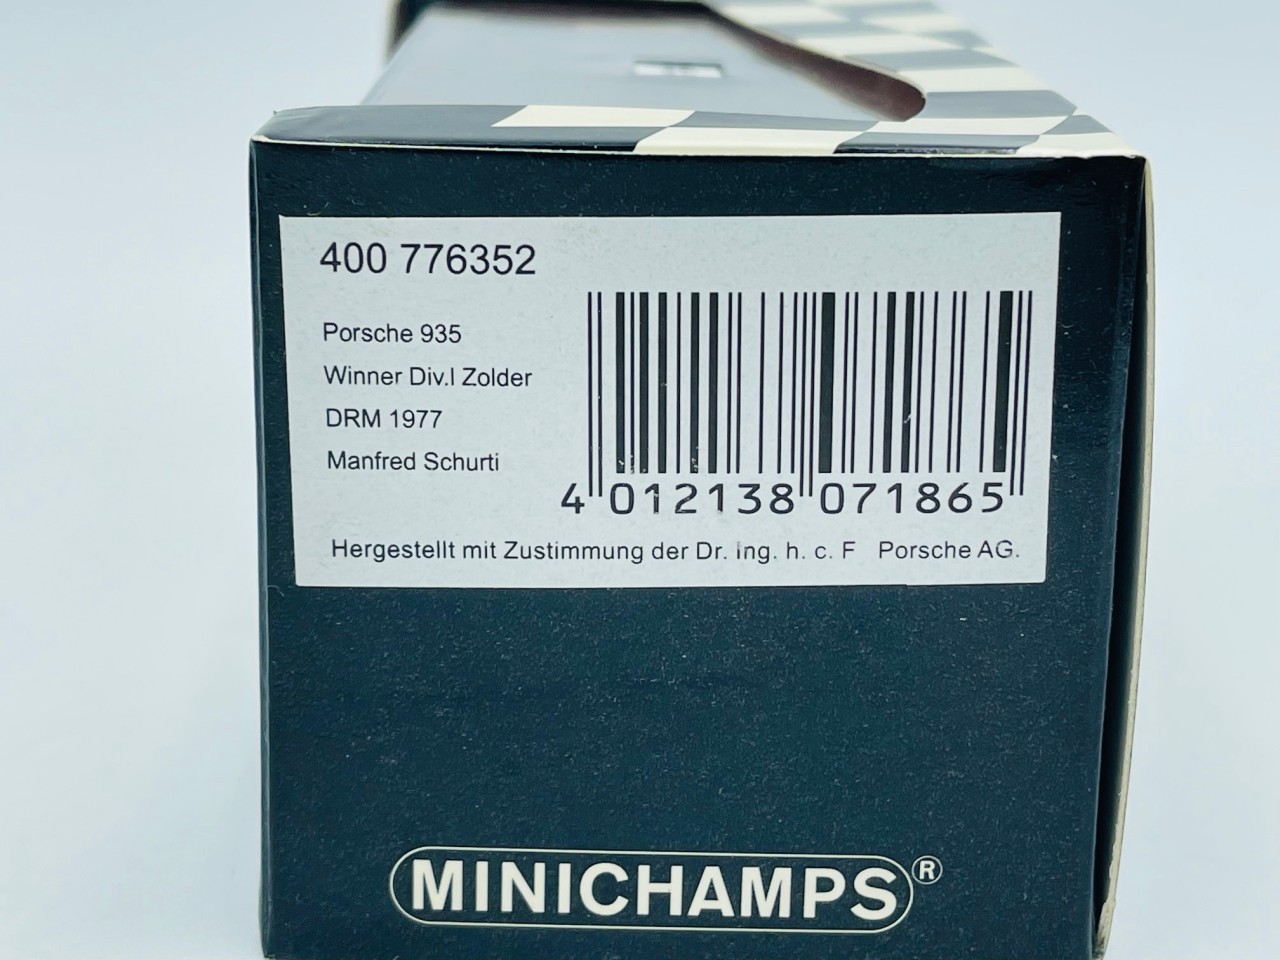 400 776352
Porsche 935
Winner Div.I Zolder
DRM 1977
Manfred Schurti
4 012138 071865
Hergestellt mit Zustimmung der Dr. Ing. h. c. F Porsche AG.
MINICHAMPS®